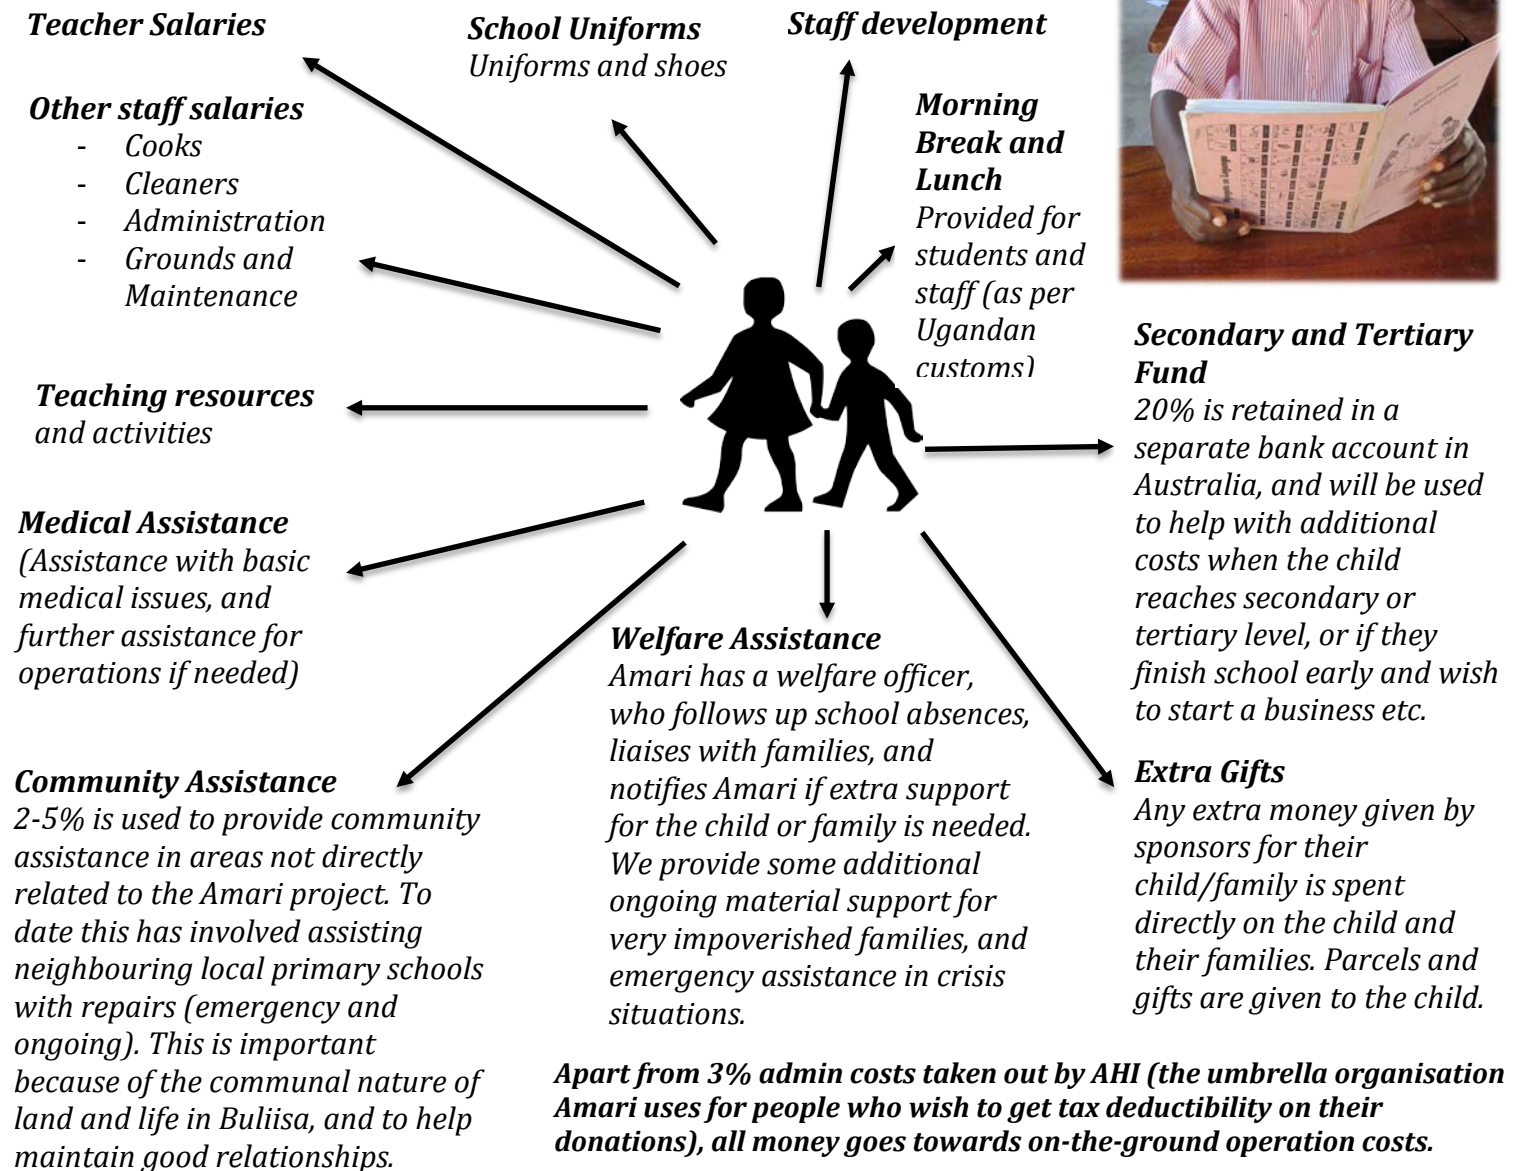 Teacher Salaries
School Uniforms
Uniforms and shoes
Staff development
Other staff salaries
- Cooks
- Cleaners
- Administration
- Grounds and
Maintenance
Morning
Break and
Lunch
Provided for
students and
staff (as per
Ugandan
customs)
Teaching resources
and activities
Secondary and Tertiary
Fund
20% is retained in a
separate bank account in
Australia, and will be used
to help with additional
costs when the child
reaches secondary or
tertiary level, or if they
finish school early and wish
to start a business etc.
Medical Assistance
(Assistance with basic
medical issues, and
further assistance for
operations if needed)
Welfare Assistance
Amari has a welfare officer,
who follows up school absences,
liaises with families, and
notifies Amari if extra support
for the child or family is needed.
We provide some additional
ongoing material support for
very impoverished families, and
emergency assistance in crisis
situations.
Extra Gifts
Any extra money given by
sponsors for their
child/family is spent
directly on the child and
their families. Parcels and
gifts are given to the child.
Community Assistance
2-5% is used to provide community
assistance in areas not directly
related to the Amari project. To
date this has involved assisting
neighbouring local primary schools
with repairs (emergency and
ongoing). This is important
because of the communal nature of
land and life in Buliisa, and to help
maintain good relationships.
Apart from 3% admin costs taken out by AHI (the umbrella organisation
Amari uses for people who wish to get tax deductibility on their
donations), all money goes towards on-the-ground operation costs.